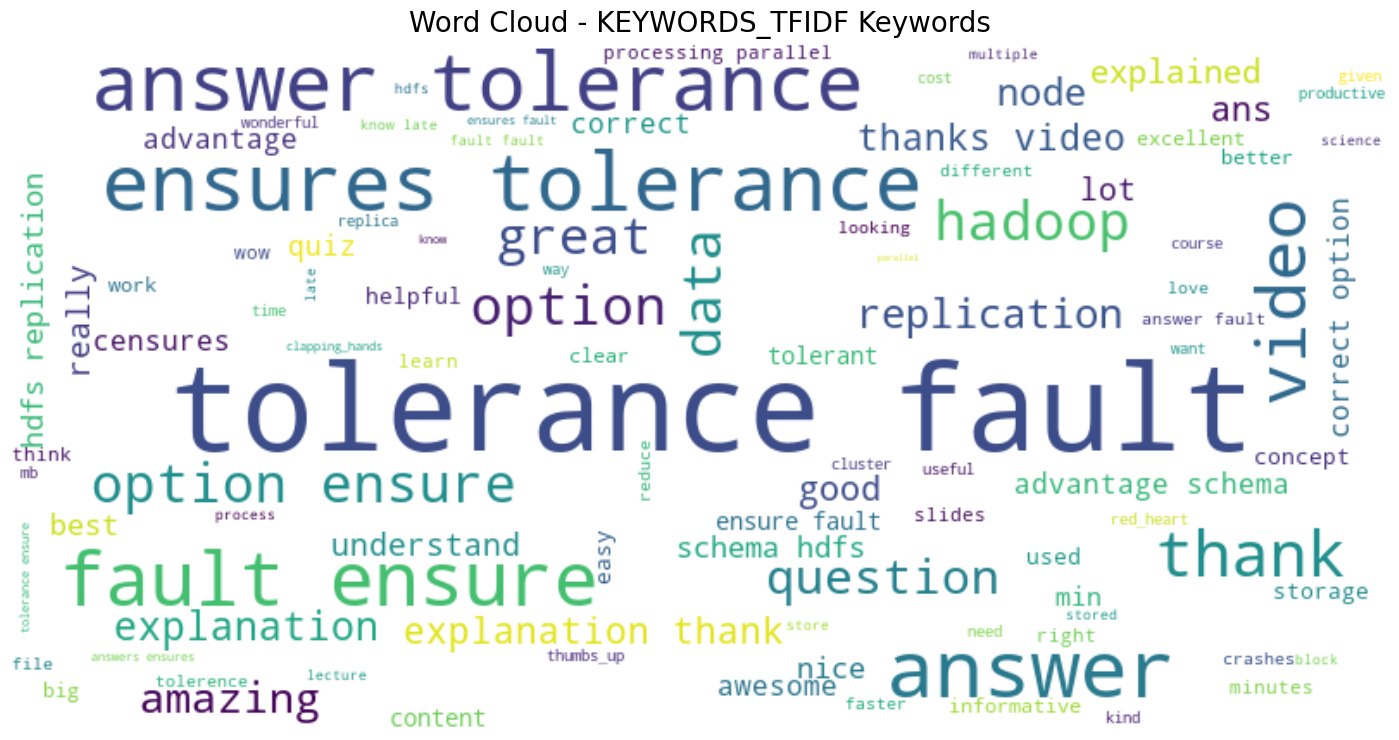 Word Cloud - KEYWORDS_TFIDF Keywords
processing parallel
multiple
answer tolerance
explained
given
cost
hdfs
node
productive
ans
wonderful
know late
ensures fault
correct
advantage
fault fault
thanks video
excellent
science
better
ensures tolerance
different
lot
hdfs replication
replica
hadoop
video
correct option
great
looking
know
quiz
wow
data
course
parallel
way
really
late
work
helpful
option
love
time
replication
answer fault
censures
clapping_hands
clear
tolerant
want
learn
tolerance fault
think
mb
reduce
cluster
useful
concept
option ensure
good
advantage schema
best
process
ensure fault
slides
red_heart
tolerance ensure
understand
easy
schema hdfs
used
thank
fault ensure
question
storage
min
stored
explanation
explanation thank
store
need
right
file
answers ensures
thumbs_up
nice
answer
crashes
block
tolerence
lecture
big
amazing
awesome
minutes
faster
informative
content
kind